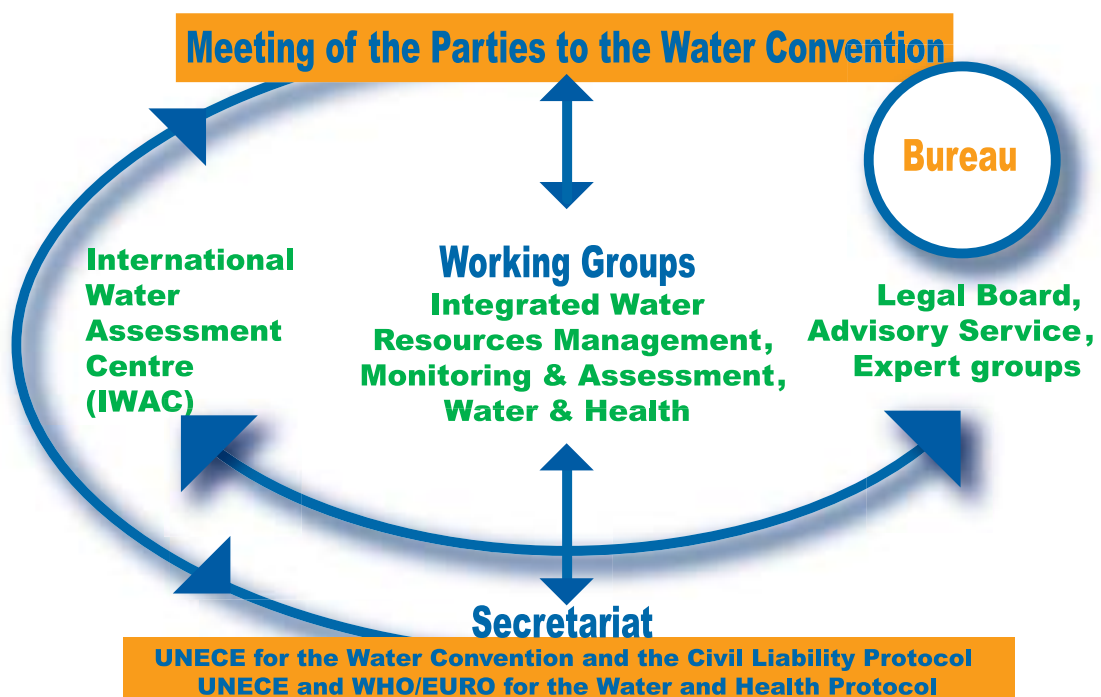 Meeting of the Parties to the Water Convention
Bureau
International
Water
Assessment
Centre
(IWAC)
Working Groups
Integrated Water
Resources Management,
Monitoring & Assessment,
Water & Health
Legal Board,
Advisory Service,
Expert groups
Secretariat
UNECE for the Water Convention and the Civil Liability Protocol
UNECE and WHO/EURO for the Water and Health Protocol